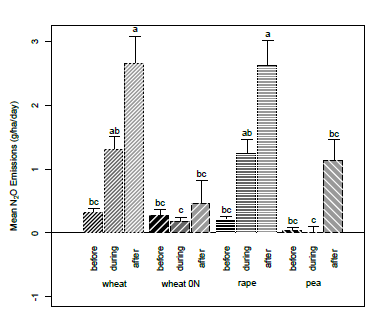 Mean N₂O Emissions (g/ha/day)
3
2
1
0
-1
bc
ab
a
bc
c
bc
bc
ab
a
bc
c
bc
before
during
after
before
during
after
before
during
after
before
during
after
wheat
wheat 0N
rape
pea